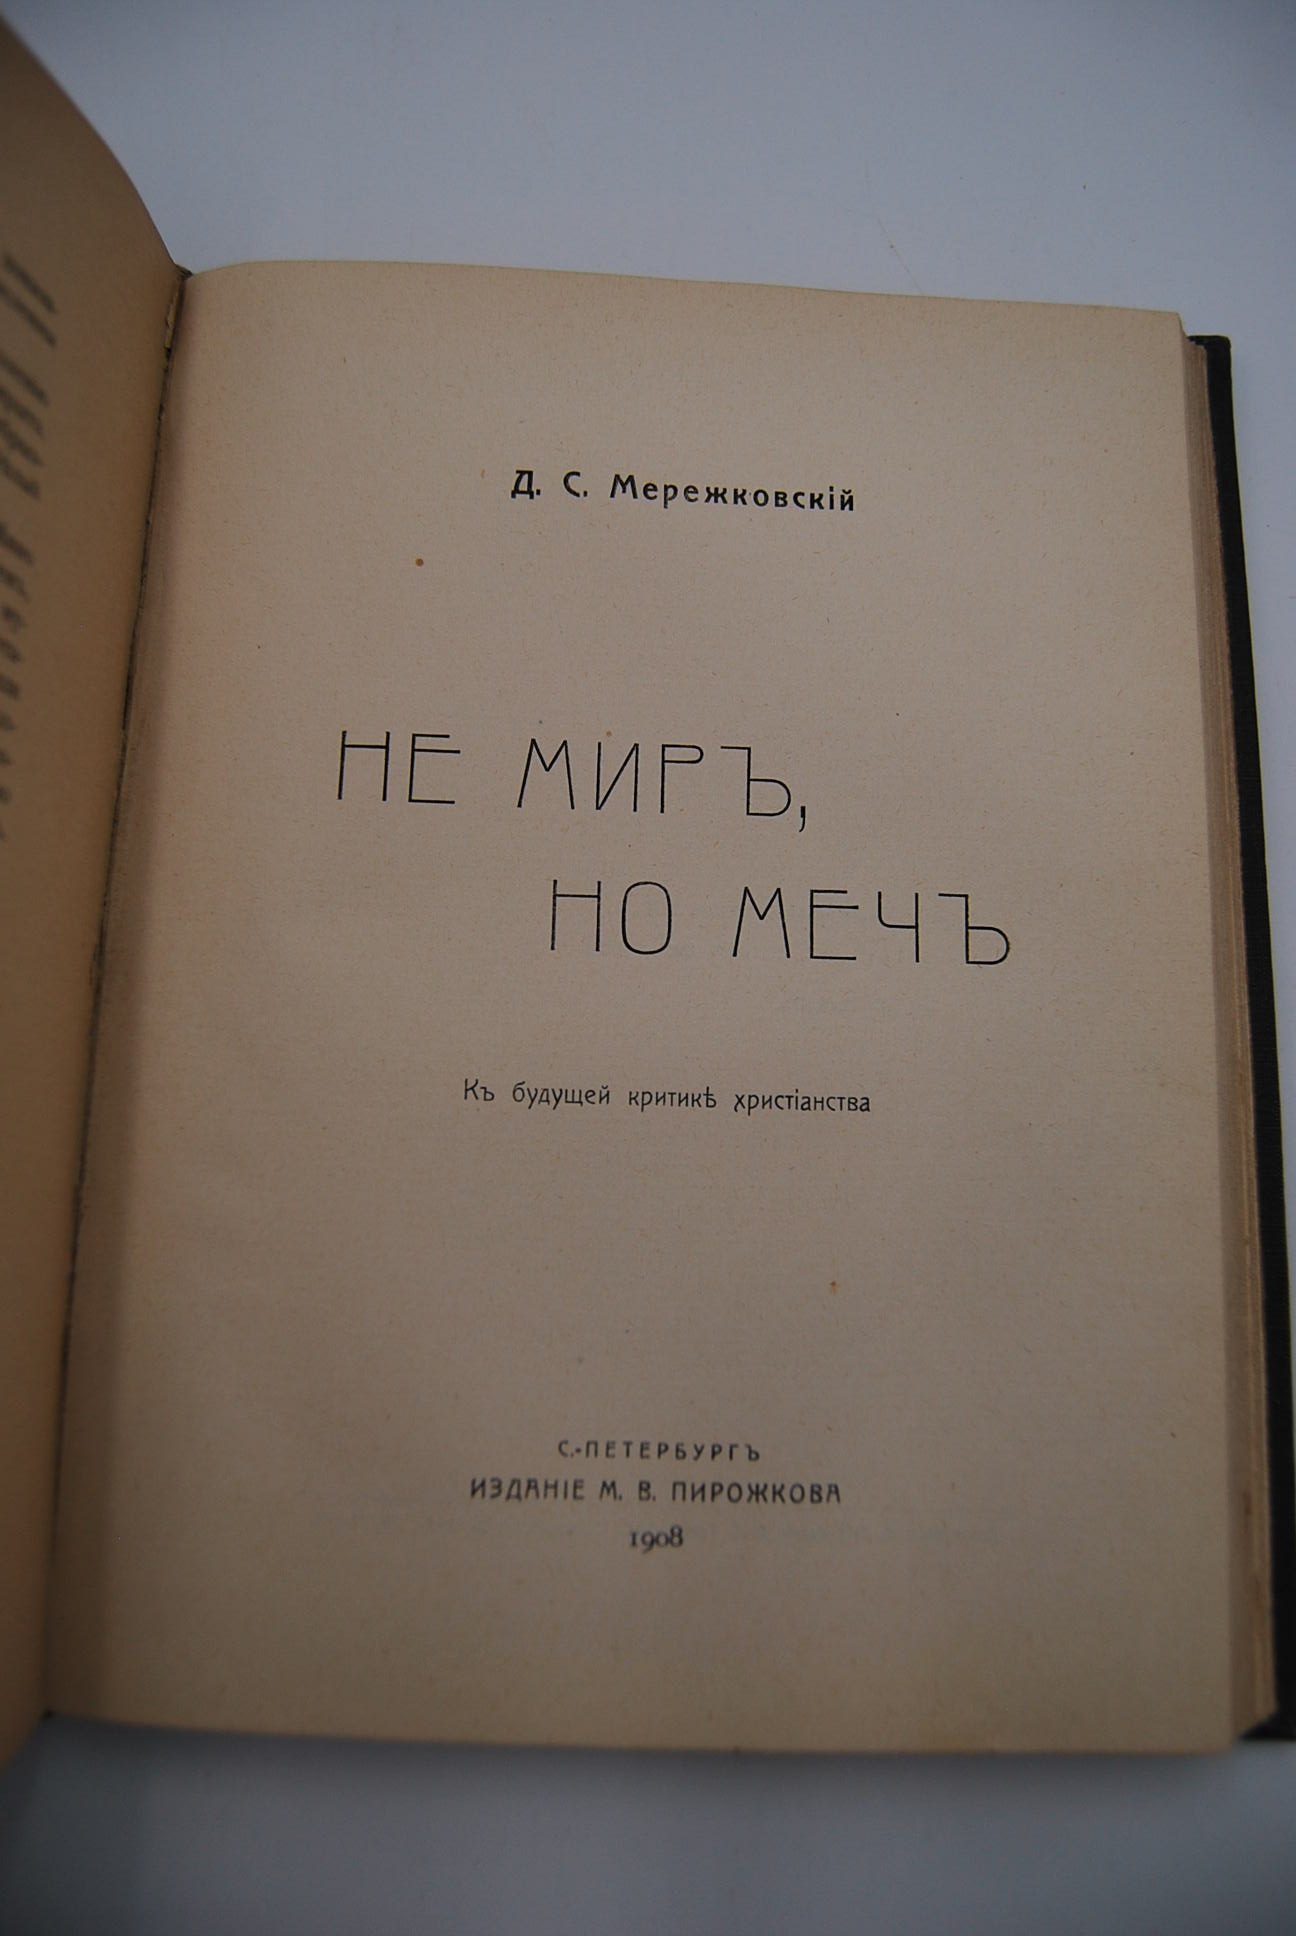 Д. С. Мережковскій
НЕ МИРЪ,
НО МЕЧЪ
Къ будущей критикѣ христіанства
С.-ПЕТЕРБУРГЪ
ИЗДАНІЕ М. В. ПИРОЖКОВА
1908